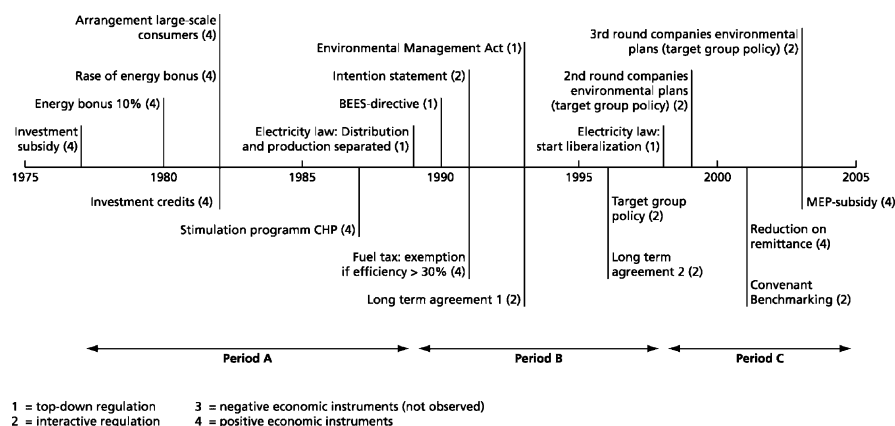 Arrangement large-scale
consumers (4)
3rd round companies environmental
plans (target group policy) (2)
Environmental Management Act (1)
Rase of energy bonus (4)
Intention statement (2)
2nd round companies
environmental plans
(target group policy) (2)
Energy bonus 10% (4)
BEES-directive (1)
Investment
subsidy (4)
Electricity law: Distribution
and production separated (1)
Electricity law:
start liberalization (1)
1975 1980 1982 1985 1990 1995 2000 2005
Investment credits (4)
Target group
policy (2)
MEP-subsidy (4)
Stimulation programm CHP (4)
Reduction on
remittance (4)
Fuel tax: exemption
if efficiency > 30% (4)
Long term
agreement 2 (2)
Long term agreement 1 (2)
Convenant
Benchmarking (2)
Period A Period B Period C
1 = top-down regulation 3 = negative economic instruments (not observed)
2 = interactive regulation 4 = positive economic instruments